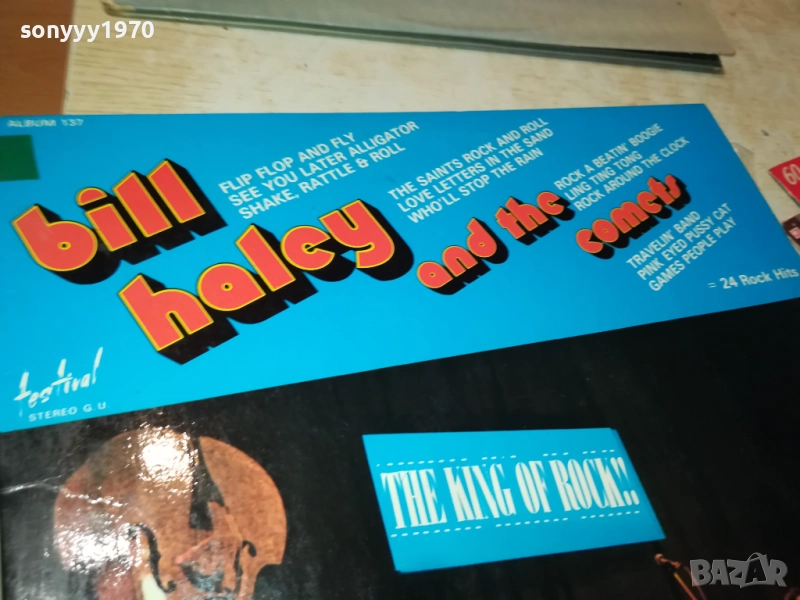 sonyyy1970
ALBUM 137
bill
haley
and the
comets
FLIP FLOP AND FLY
SEE YOU LATER ALLIGATOR
SHAKE, RATTLE & ROLL
THE SAINTS ROCK AND ROLL
LOVE LETTERS IN THE SAND
WHO'LL STOP THE RAIN
ROCK A BEATIN' BOOGIE
LING TING TONG
ROCK AROUND THE CLOCK
TRAVELIN' BAND
PINK EYED PUSSY CAT
GAMES PEOPLE PLAY
= 24 Rock Hits
festival
STEREO G.U.
THE KING OF ROCK!!
60
BAZAR